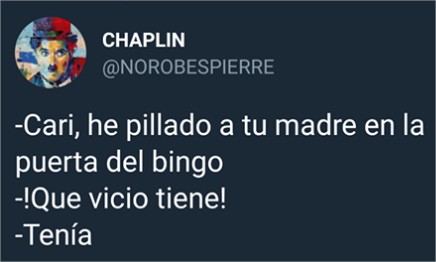 CHAPLIN
@NOROBESPIERRE
-Cari, he pillado a tu madre en la
puerta del bingo
-!Que vicio tiene!
-Tenía